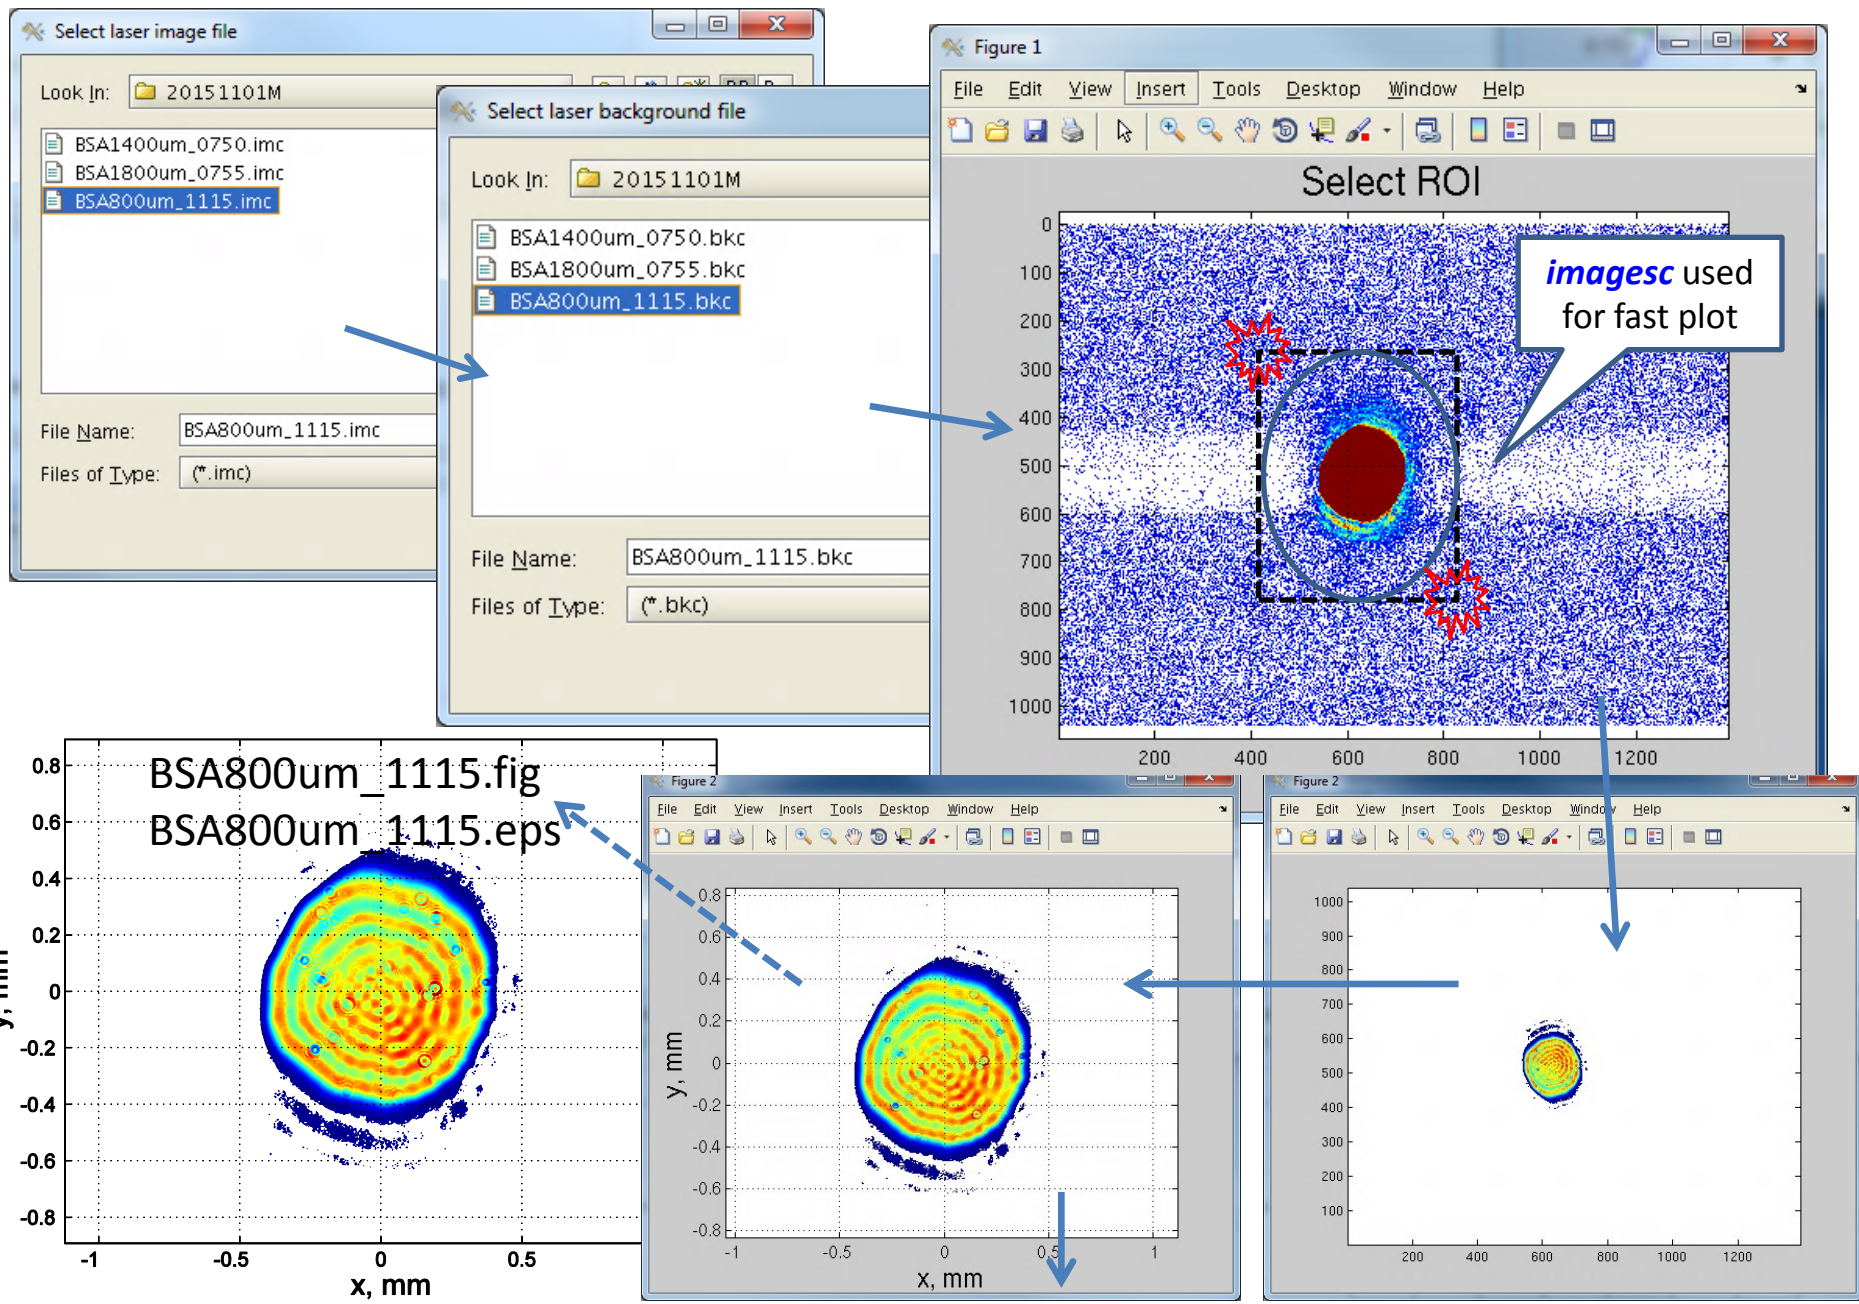 Select laser image file
Look In:
20151101M
BSA1400um_0750.imc
BSA1800um_0755.imc
BSA800um_1115.imc
File Name:
BSA800um_1115.imc
Files of Type:
(*.imc)
Select laser background file
Look In:
20151101M
BSA1400um_0750.bkc
BSA1800um_0755.bkc
BSA800um_1115.bkc
File Name:
BSA800um_1115.bkc
Files of Type:
(*.bkc)
Figure 1
File Edit View Insert Tools Desktop Window Help
Select ROI
0
100
200
300
400
500
600
700
800
900
1000
200 400 600 800 1000 1200
imagesc used
for fast plot
BSA800um_1115.fig
BSA800um_1115.eps
0.8
0.6
0.4
0.2
0
-0.2
-0.4
-0.6
-0.8
-1 -0.5 0 0.5
x, mm
y, mm
Figure 2
File Edit View Insert Tools Desktop Window Help
0.8
0.6
0.4
0.2
0
-0.2
-0.4
-0.6
-0.8
-1 -0.5 0 0.5 1
x, mm
y, mm
Figure 2
File Edit View Insert Tools Desktop Window Help
1000
900
800
700
600
500
400
300
200
100
200 400 600 800 1000 1200